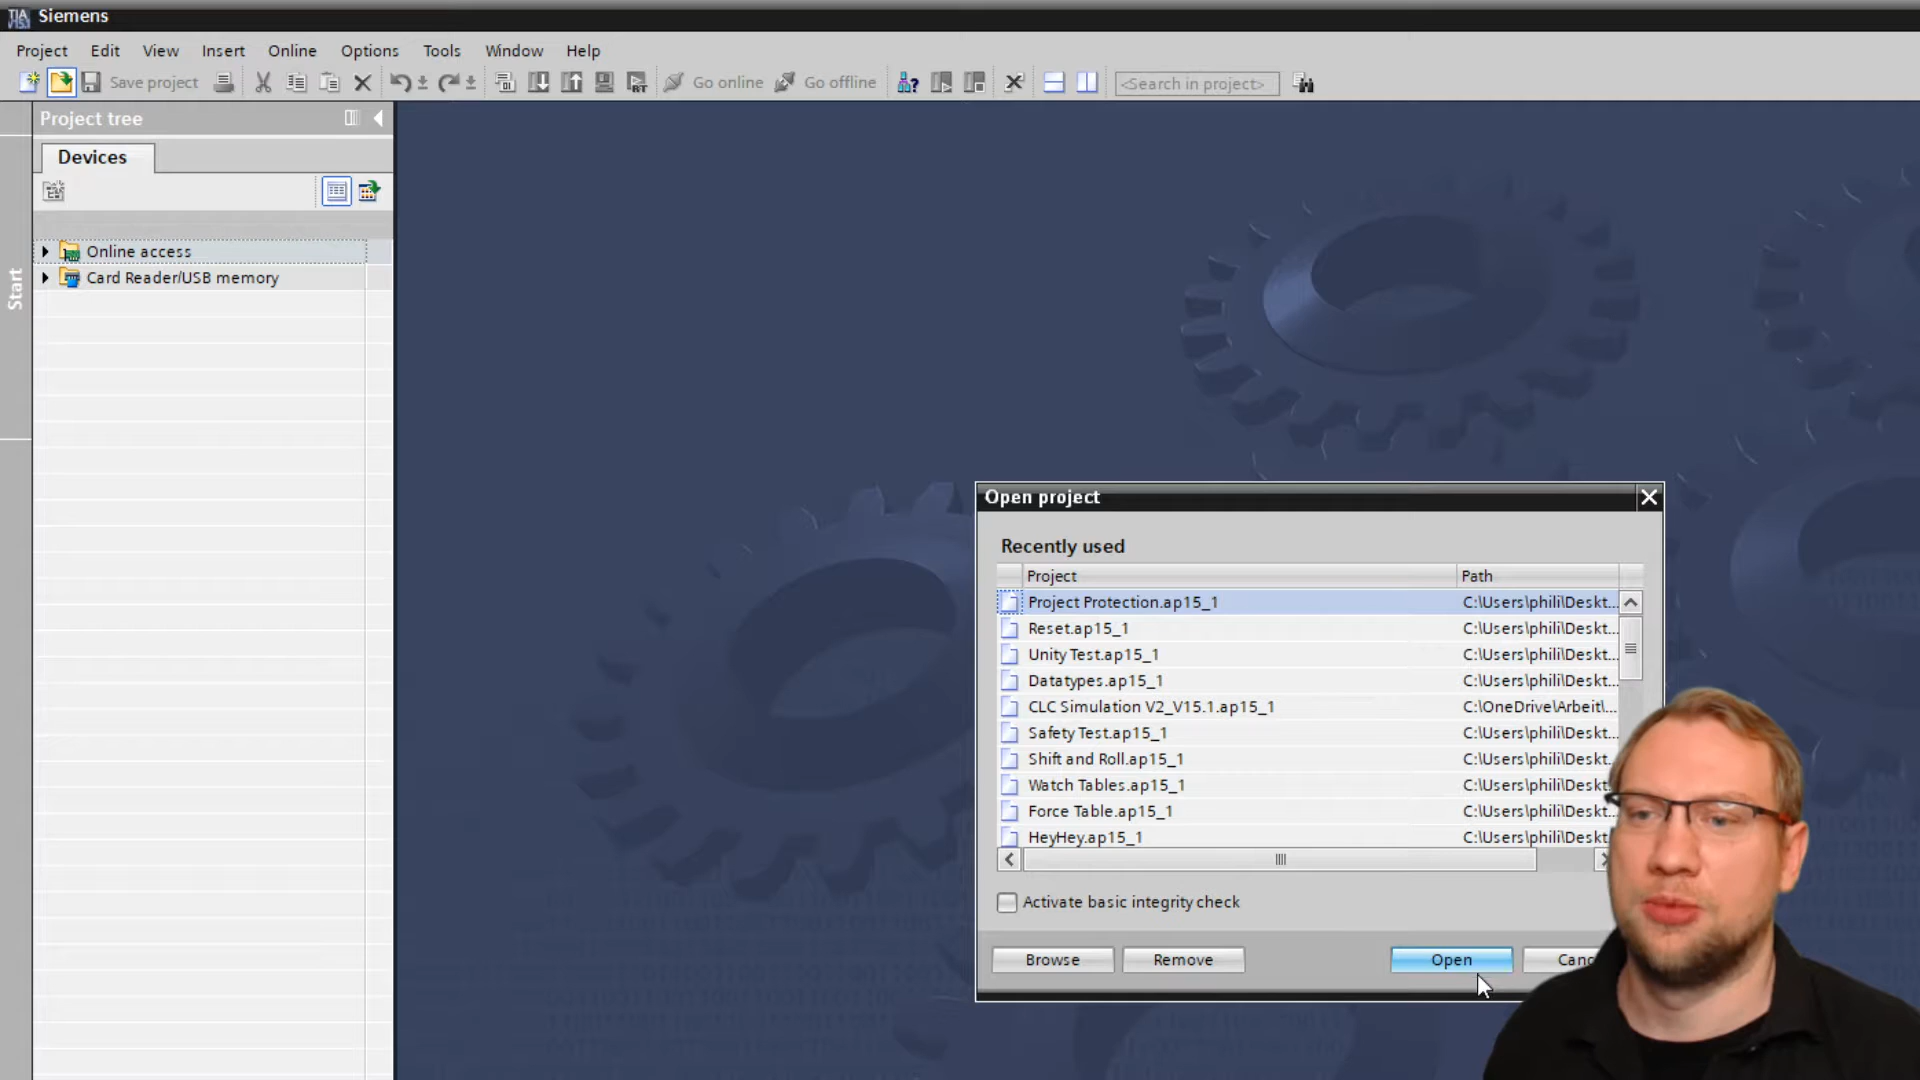 Siemens
Project Edit View Insert Online Options Tools Window Help
Save project Go online Go offline <Search in project>
Project tree
Devices
Start
Online access
Card Reader/USB memory
Open project
Recently used
Project Path
Project Protection.ap15_1 C:\Users\phili\Deskt...
Reset.ap15_1 C:\Users\phili\Deskt...
Unity Test.ap15_1 C:\Users\phili\Deskt...
Datatypes.ap15_1 C:\Users\phili\Deskt...
CLC Simulation V2_V15.1.ap15_1 C:\OneDrive\Arbeit\...
Safety Test.ap15_1 C:\Users\phili\Deskt...
Shift and Roll.ap15_1 C:\Users\phili\Deskt...
Watch Tables.ap15_1 C:\Users\phili\Deskt...
Force Table.ap15_1 C:\Users\phili\Deskt...
HeyHey.ap15_1 C:\Users\phili\Deskt
Activate basic integrity check
Browse Remove Open Canc